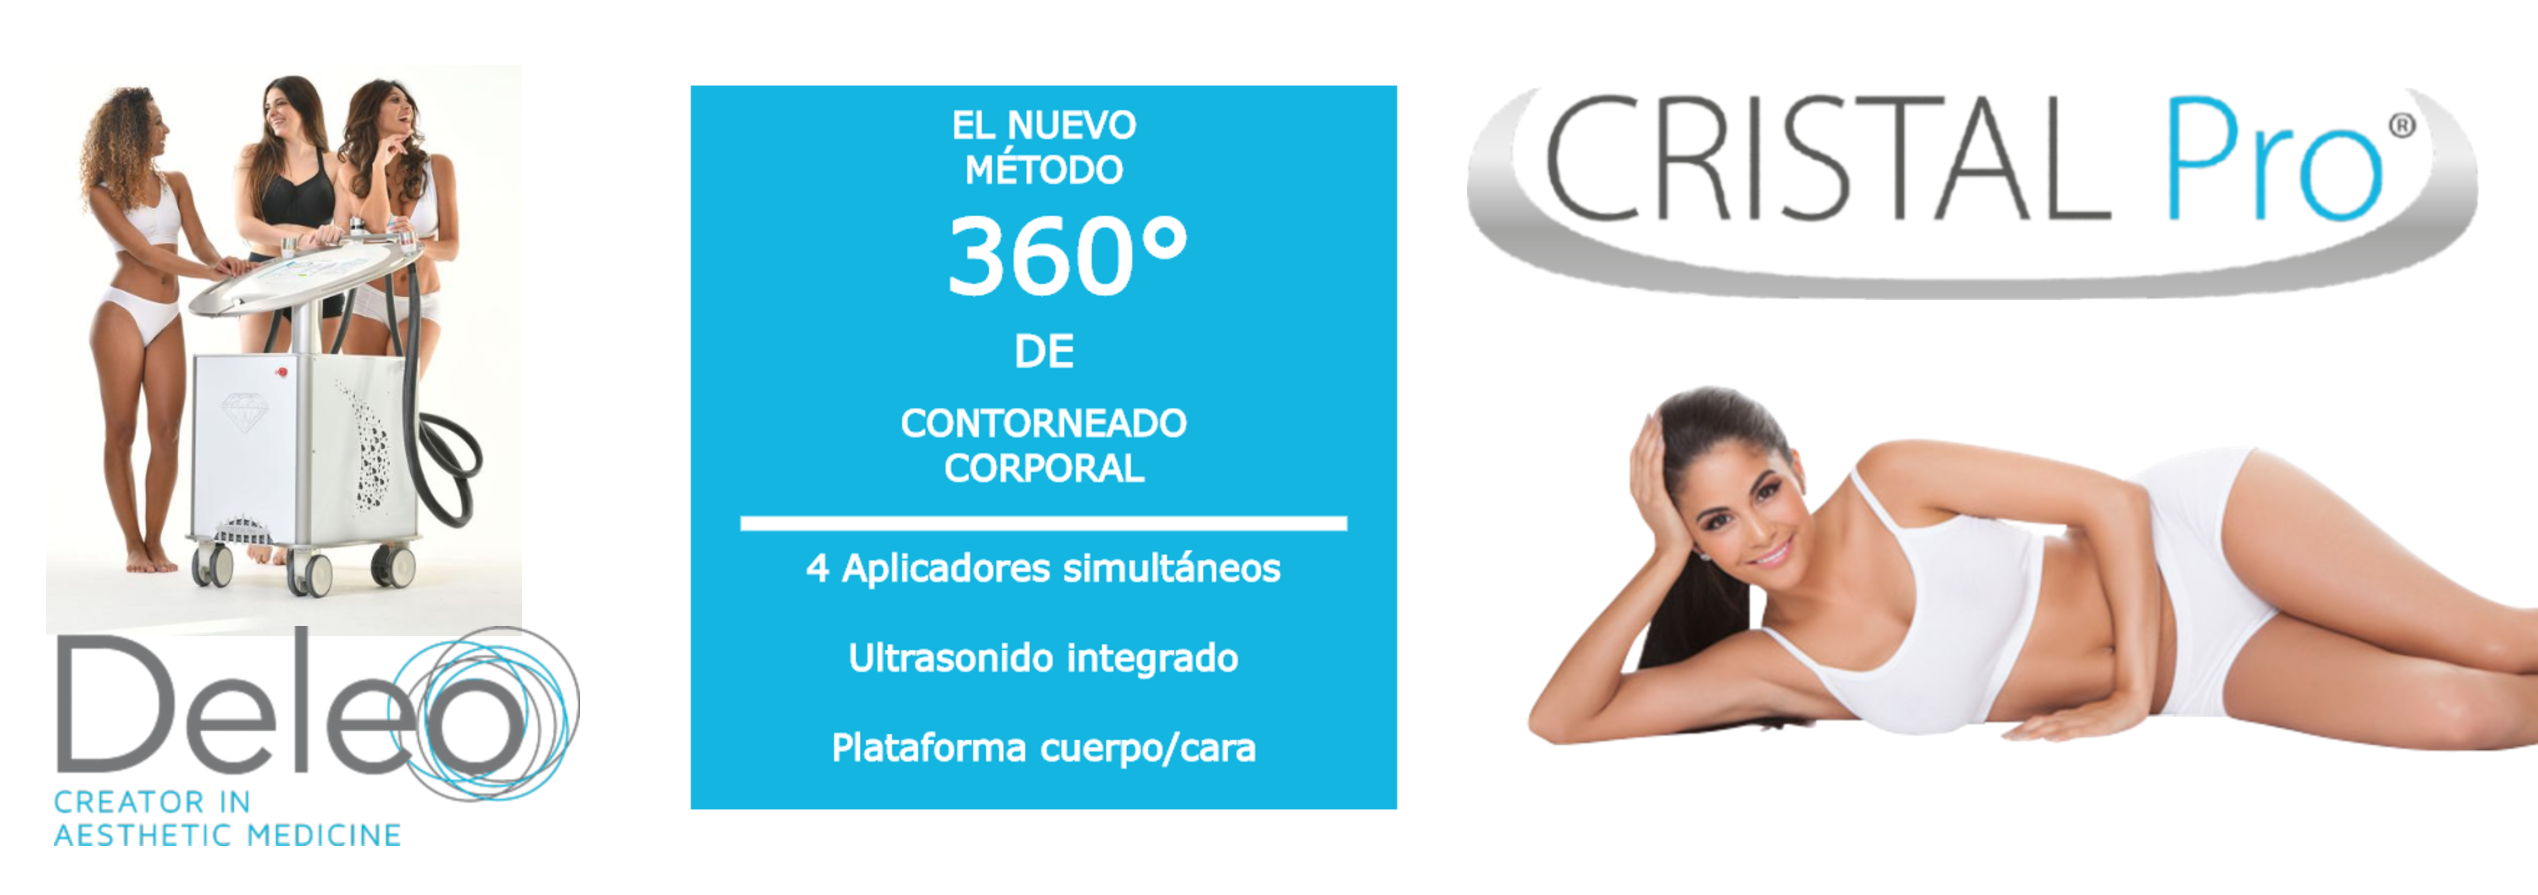 Deleo
CREATOR IN
AESTHETIC MEDICINE
EL NUEVO
MÉTODO
360°
DE
CONTORNEADO
CORPORAL
4 Aplicadores simultáneos
Ultrasonido integrado
Plataforma cuerpo/cara
CRISTAL Pro®